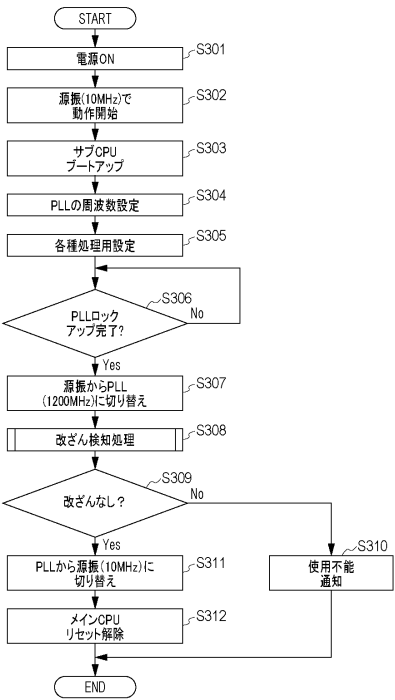 START
電源ON
S301
源振(10MHz)で
動作開始
S302
サブCPU
ブートアップ
S303
PLLの周波数設定
S304
各種処理用設定
S305
PLLロック
アップ完了?
S306
No
Yes
源振からPLL
(1200MHz)に切り替え
S307
改ざん検知処理
S308
改ざんなし?
S309
No
Yes
PLLから源振(10MHz)に
切り替え
S311
使用不能
通知
S310
メインCPU
リセット解除
S312
END